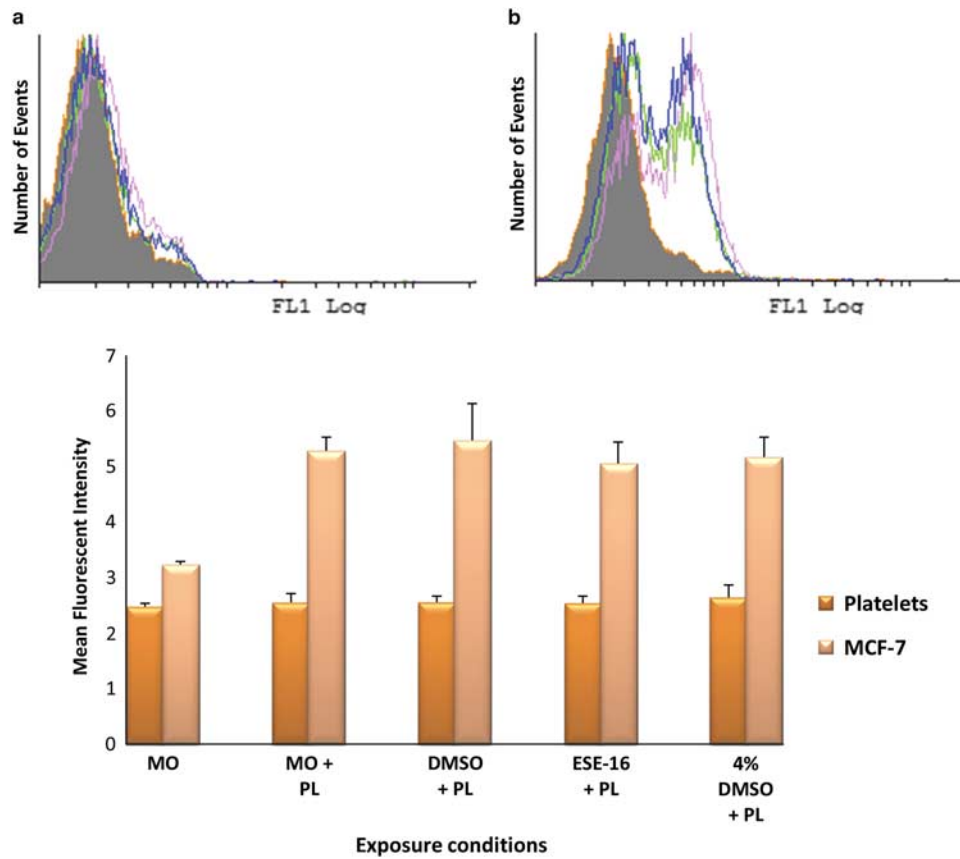 a
b
Number of Events
Number of Events
FL1 Log
FL1 Log
7
6
5
4
3
2
1
0
Mean Fluorescent Intensity
MO
MO +
PL
DMSO
+ PL
ESE-16
+ PL
4%
DMSO
+ PL
Exposure conditions
Platelets
MCF-7